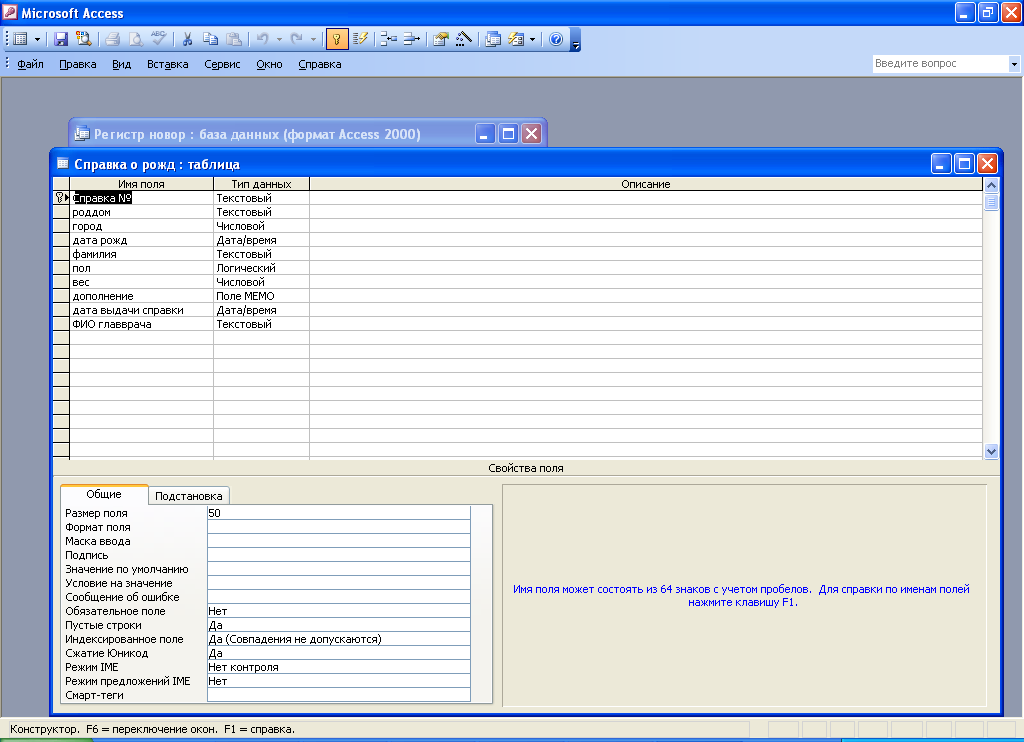 Microsoft Access
Файл Правка Вид Вставка Сервис Окно Справка
Введите вопрос
Регистр новор : база данных (формат Access 2000)
Справка о рожд : таблица
Имя поля Тип данных Описание
Справка № Текстовый
роддом Текстовый
город Числовой
дата рожд Дата/время
фамилия Текстовый
пол Логический
вес Числовой
дополнение Поле МЕМО
дата выдачи справки Дата/время
ФИО главврача Текстовый
Свойства поля
Общие Подстановка
Размер поля 50
Формат поля
Маска ввода
Подпись
Значение по умолчанию
Условие на значение
Сообщение об ошибке
Обязательное поле Нет
Пустые строки Да
Индексированное поле Да (Совпадения не допускаются)
Сжатие Юникод Да
Режим IME Нет контроля
Режим предложений IME Нет
Смарт-теги
Имя поля может состоять из 64 знаков с учетом пробелов. Для справки по именам полей
нажмите клавишу F1.
Конструктор. F6 = переключение окон. F1 = справка.